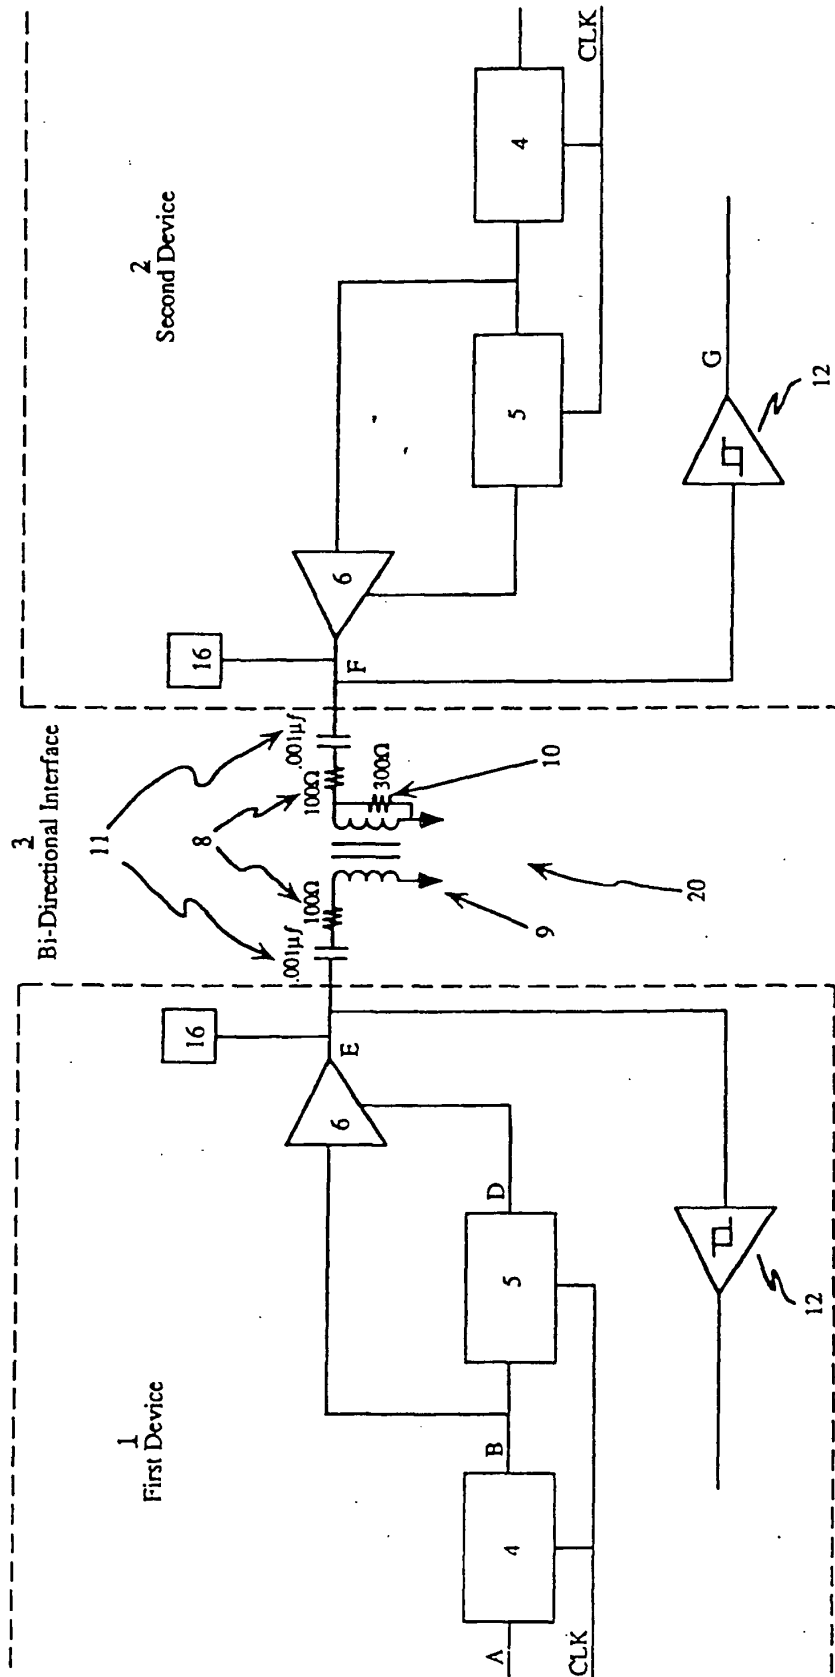 1
First Device
3
Bi-Directional Interface
2
Second Device
11
8
16
16
.001µf
100Ω
100Ω
.001µf
300Ω
6
6
E
F
10
9
20
A
4
B
5
D
5
4
CLK
CLK
G
12
12